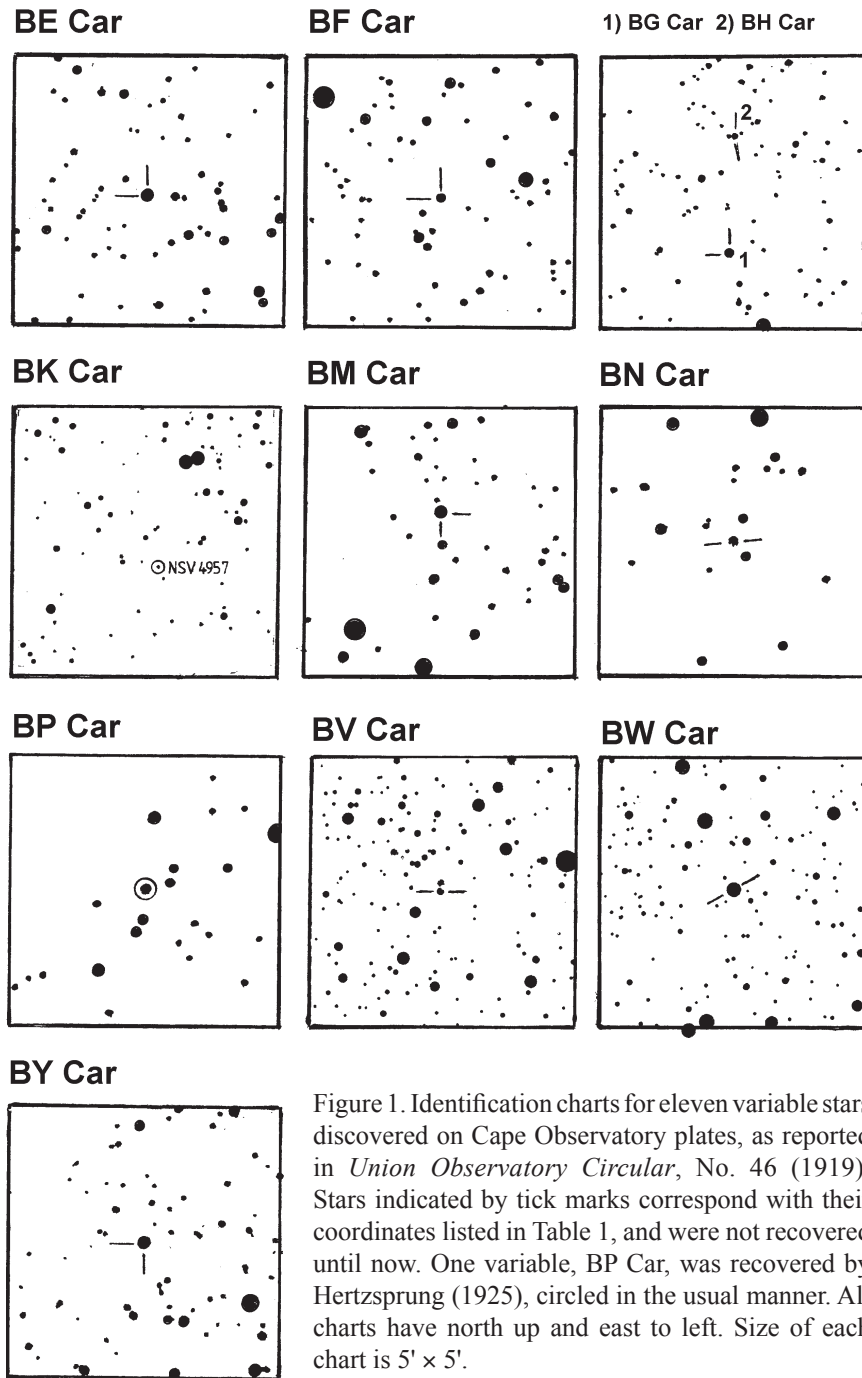 BE Car
BF Car
1) BG Car 2) BH Car
2
1
BK Car
BM Car
BN Car
NSV 4957
BP Car
BV Car
BW Car
BY Car
Figure 1. Identification charts for eleven variable stars
discovered on Cape Observatory plates, as reported
in Union Observatory Circular, No. 46 (1919)
Stars indicated by tick marks correspond with thei
coordinates listed in Table 1, and were not recovered
until now. One variable, BP Car, was recovered by
Hertzsprung (1925), circled in the usual manner. Al
charts have north up and east to left. Size of each
chart is 5' × 5'.